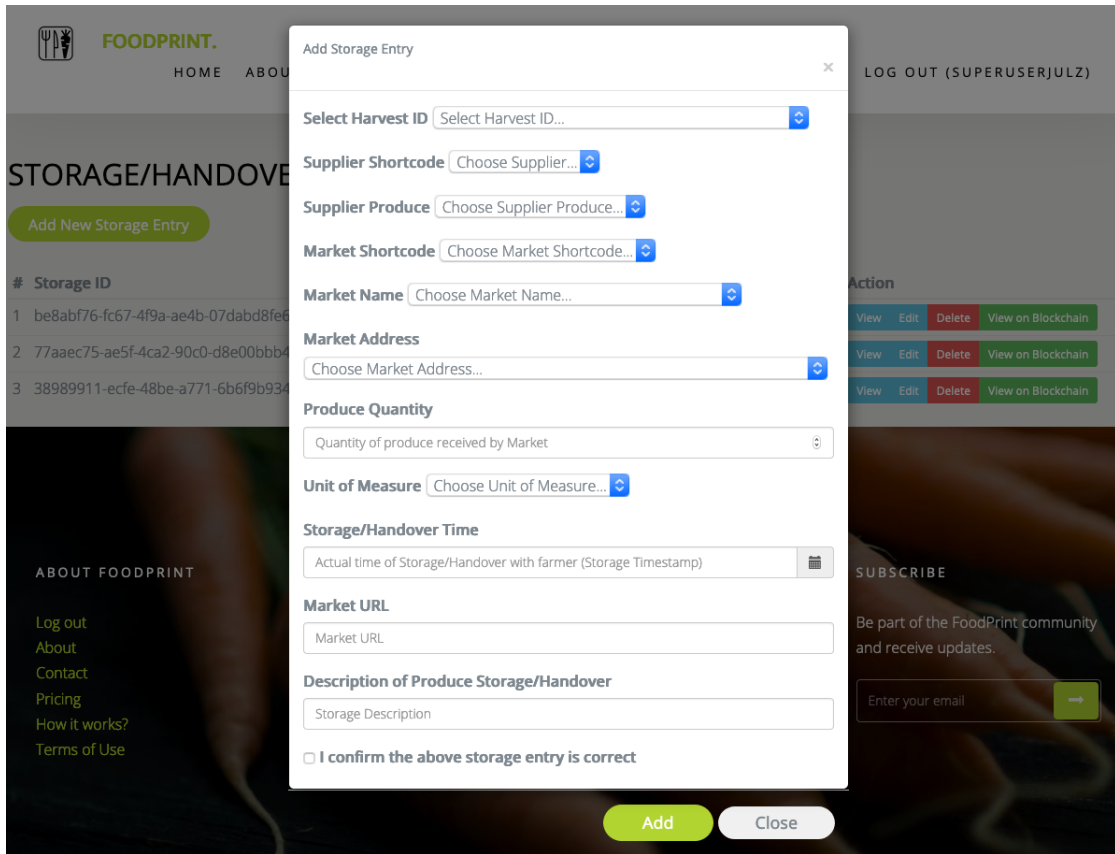 FOODPRINT.
HOME ABOU
LOG OUT (SUPERUSERJULZ)
STORAGE/HANDOVE
Add New Storage Entry
# Storage ID Action
1 be8abf76-fc67-4f9a-ae4b-07dabd8fe6 View Edit Delete View on Blockchain
2 77aaec75-ae5f-4ca2-90c0-d8e00bbb4 View Edit Delete View on Blockchain
3 38989911-ecfe-48be-a771-6b6f9b934 View Edit Delete View on Blockchain
Add Storage Entry
×
Select Harvest ID Select Harvest ID...
Supplier Shortcode Choose Supplier...
Supplier Produce Choose Supplier Produce...
Market Shortcode Choose Market Shortcode...
Market Name Choose Market Name...
Market Address
Choose Market Address...
Produce Quantity
Quantity of produce received by Market
Unit of Measure Choose Unit of Measure...
Storage/Handover Time
Actual time of Storage/Handover with farmer (Storage Timestamp)
Market URL
Market URL
Description of Produce Storage/Handover
Storage Description
I confirm the above storage entry is correct
Add Close
ABOUT FOODPRINT
Log out
About
Contact
Pricing
How it works?
Terms of Use
SUBSCRIBE
Be part of the FoodPrint community
and receive updates.
Enter your email